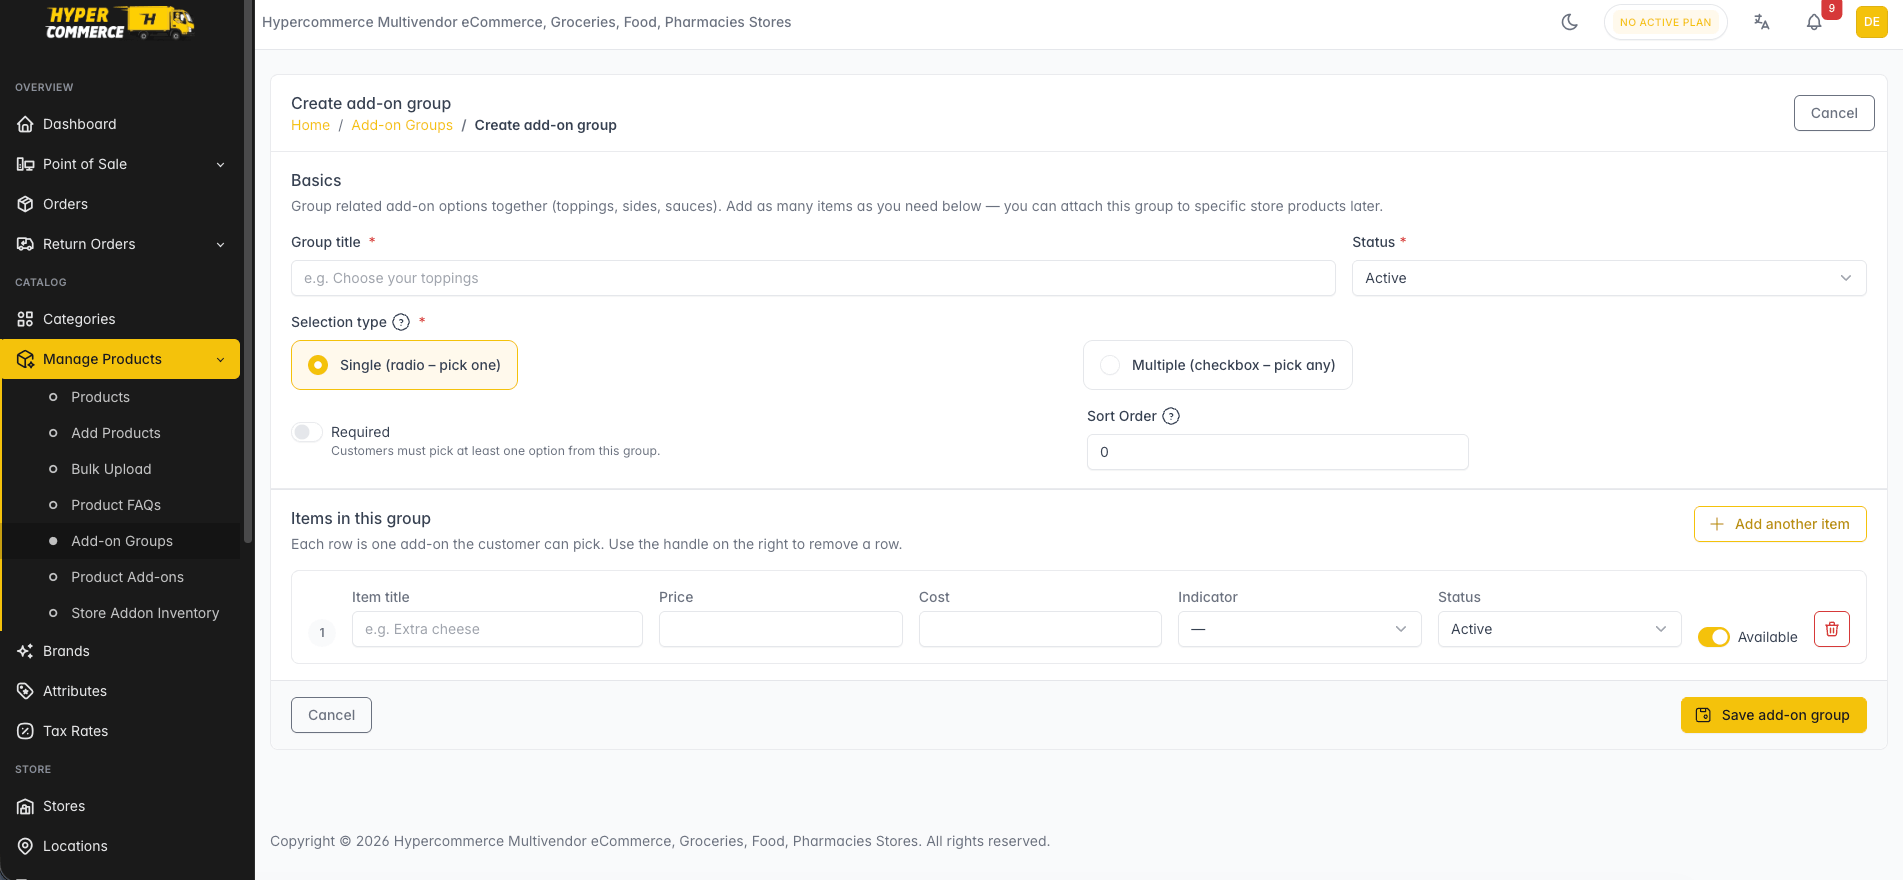 HYPER
COMMERCE
H
Hypercommerce Multivendor eCommerce, Groceries, Food, Pharmacies Stores
NO ACTIVE PLAN
9
DE
OVERVIEW
Dashboard
Point of Sale
Orders
Return Orders
CATALOG
Categories
Manage Products
Products
Add Products
Bulk Upload
Product FAQs
Add-on Groups
Product Add-ons
Store Addon Inventory
Brands
Attributes
Tax Rates
STORE
Stores
Locations
Create add-on group
Home / Add-on Groups / Create add-on group
Cancel
Basics
Group related add-on options together (toppings, sides, sauces). Add as many items as you need below — you can attach this group to specific store products later.
Group title *
Status *
e.g. Choose your toppings
Active
Selection type ? *
Single (radio – pick one)
Multiple (checkbox – pick any)
Required
Customers must pick at least one option from this group.
Sort Order ?
0
Items in this group
Each row is one add-on the customer can pick. Use the handle on the right to remove a row.
Add another item
Item title Price Cost Indicator Status
1 e.g. Extra cheese — Active Available
Cancel
Save add-on group
Copyright © 2026 Hypercommerce Multivendor eCommerce, Groceries, Food, Pharmacies Stores. All rights reserved.